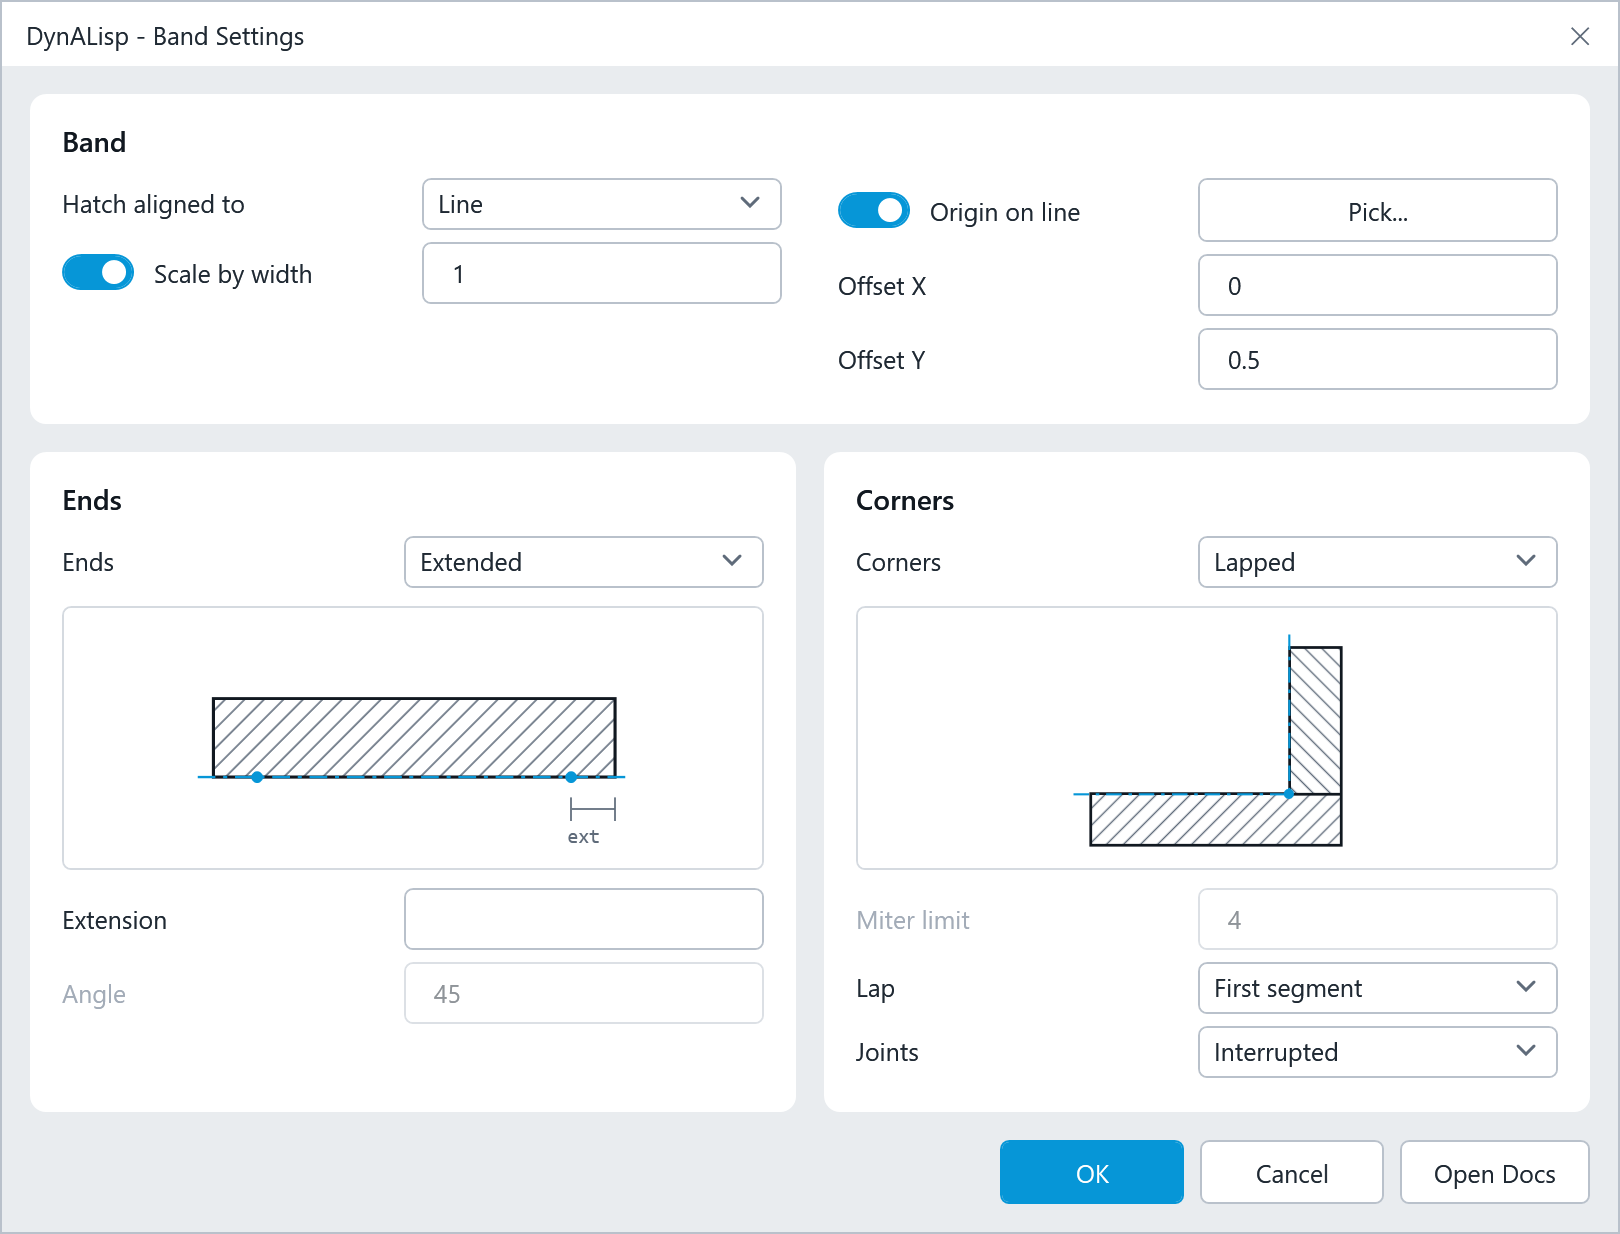 DynALisp - Band Settings
Band
Hatch aligned to
Line
Scale by width
1
Origin on line
Pick...
Offset X
0
Offset Y
0.5
Ends
Ends
Extended
ext
Extension
Angle
45
Corners
Corners
Lapped
Miter limit
4
Lap
First segment
Joints
Interrupted
OK
Cancel
Open Docs